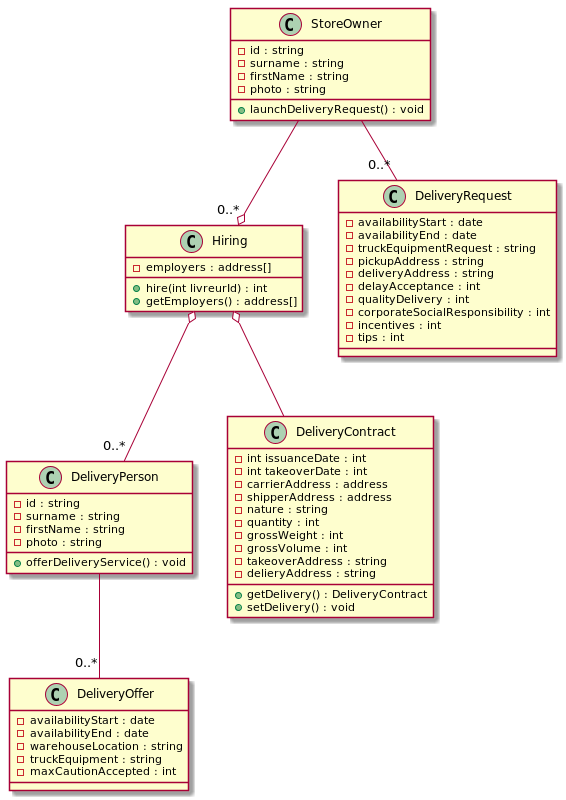 C StoreOwner
id : string
surname : string
firstName : string
photo : string
launchDeliveryRequest() : void
0..*
0..*
C DeliveryRequest
availabilityStart : date
availabilityEnd : date
truckEquipmentRequest : string
pickupAddress : string
deliveryAddress : string
delayAcceptance : int
qualityDelivery : int
corporateSocialResponsibility : int
incentives : int
tips : int
C Hiring
employers : address[]
hire(int livreurId) : int
getEmployers() : address[]
0..*
C DeliveryContract
int issuanceDate : int
int takeoverDate : int
carrierAddress : address
shipperAddress : address
nature : string
quantity : int
grossWeight : int
grossVolume : int
takeoverAddress : string
delieryAddress : string
getDelivery() : DeliveryContract
setDelivery() : void
C DeliveryPerson
id : string
surname : string
firstName : string
photo : string
offerDeliveryService() : void
0..*
C DeliveryOffer
availabilityStart : date
availabilityEnd : date
warehouseLocation : string
truckEquipment : string
maxCautionAccepted : int